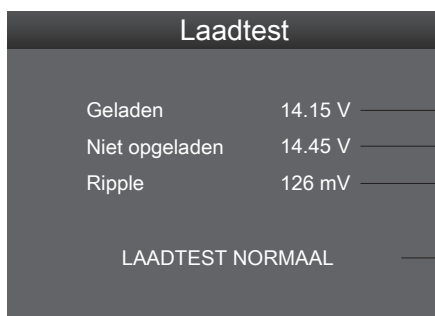 Laadtest
Geladen 14.15 V
Niet opgeladen 14.45 V
Ripple 126 mV
LAADTEST NORMAAL